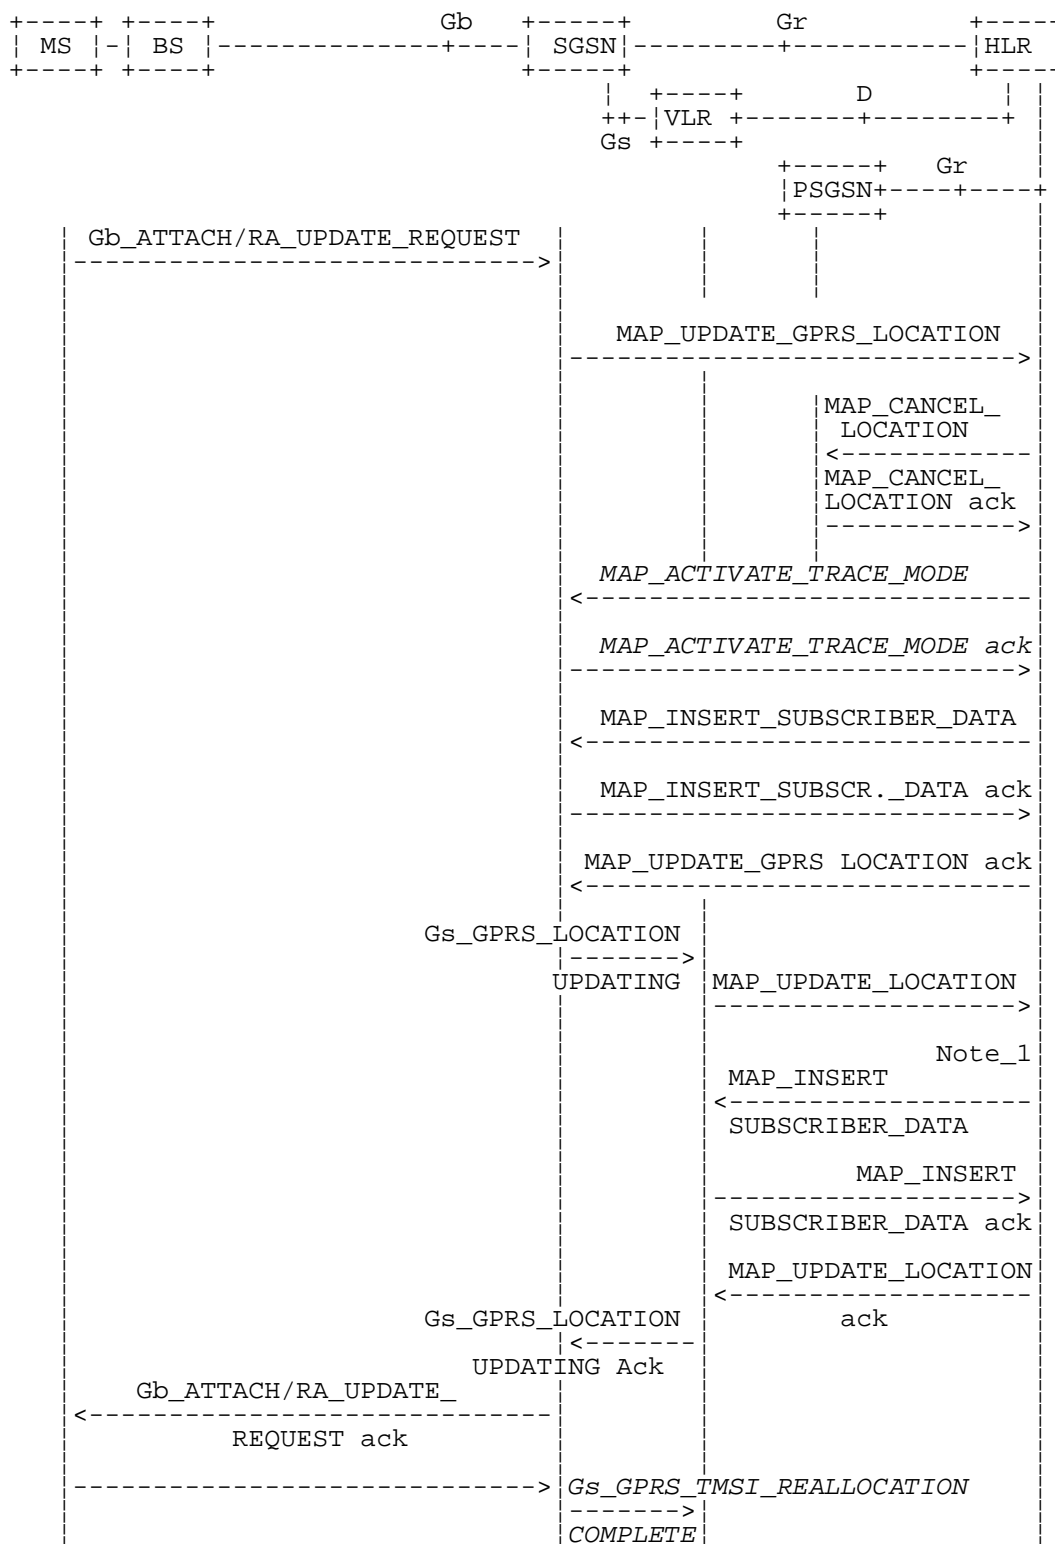 Gb Gr
MS BS SGSN HLR
D
VLR
Gs
Gr
PSGSN
Gb_ATTACH/RA_UPDATE_REQUEST
MAP_UPDATE_GPRS_LOCATION
MAP_CANCEL_
LOCATION
MAP_CANCEL_
LOCATION ack
MAP_ACTIVATE_TRACE_MODE
MAP_ACTIVATE_TRACE_MODE ack
MAP_INSERT_SUBSCRIBER_DATA
MAP_INSERT_SUBSCR._DATA ack
MAP_UPDATE_GPRS LOCATION ack
Gs_GPRS_LOCATION
UPDATING MAP_UPDATE_LOCATION
Note_1
MAP_INSERT
SUBSCRIBER_DATA
MAP_INSERT
SUBSCRIBER_DATA ack
MAP_UPDATE_LOCATION
Gs_GPRS_LOCATION ack
UPDATING Ack
Gb_ATTACH/RA_UPDATE_
REQUEST ack
Gs_GPRS_TMSI_REALLOCATION
COMPLETE